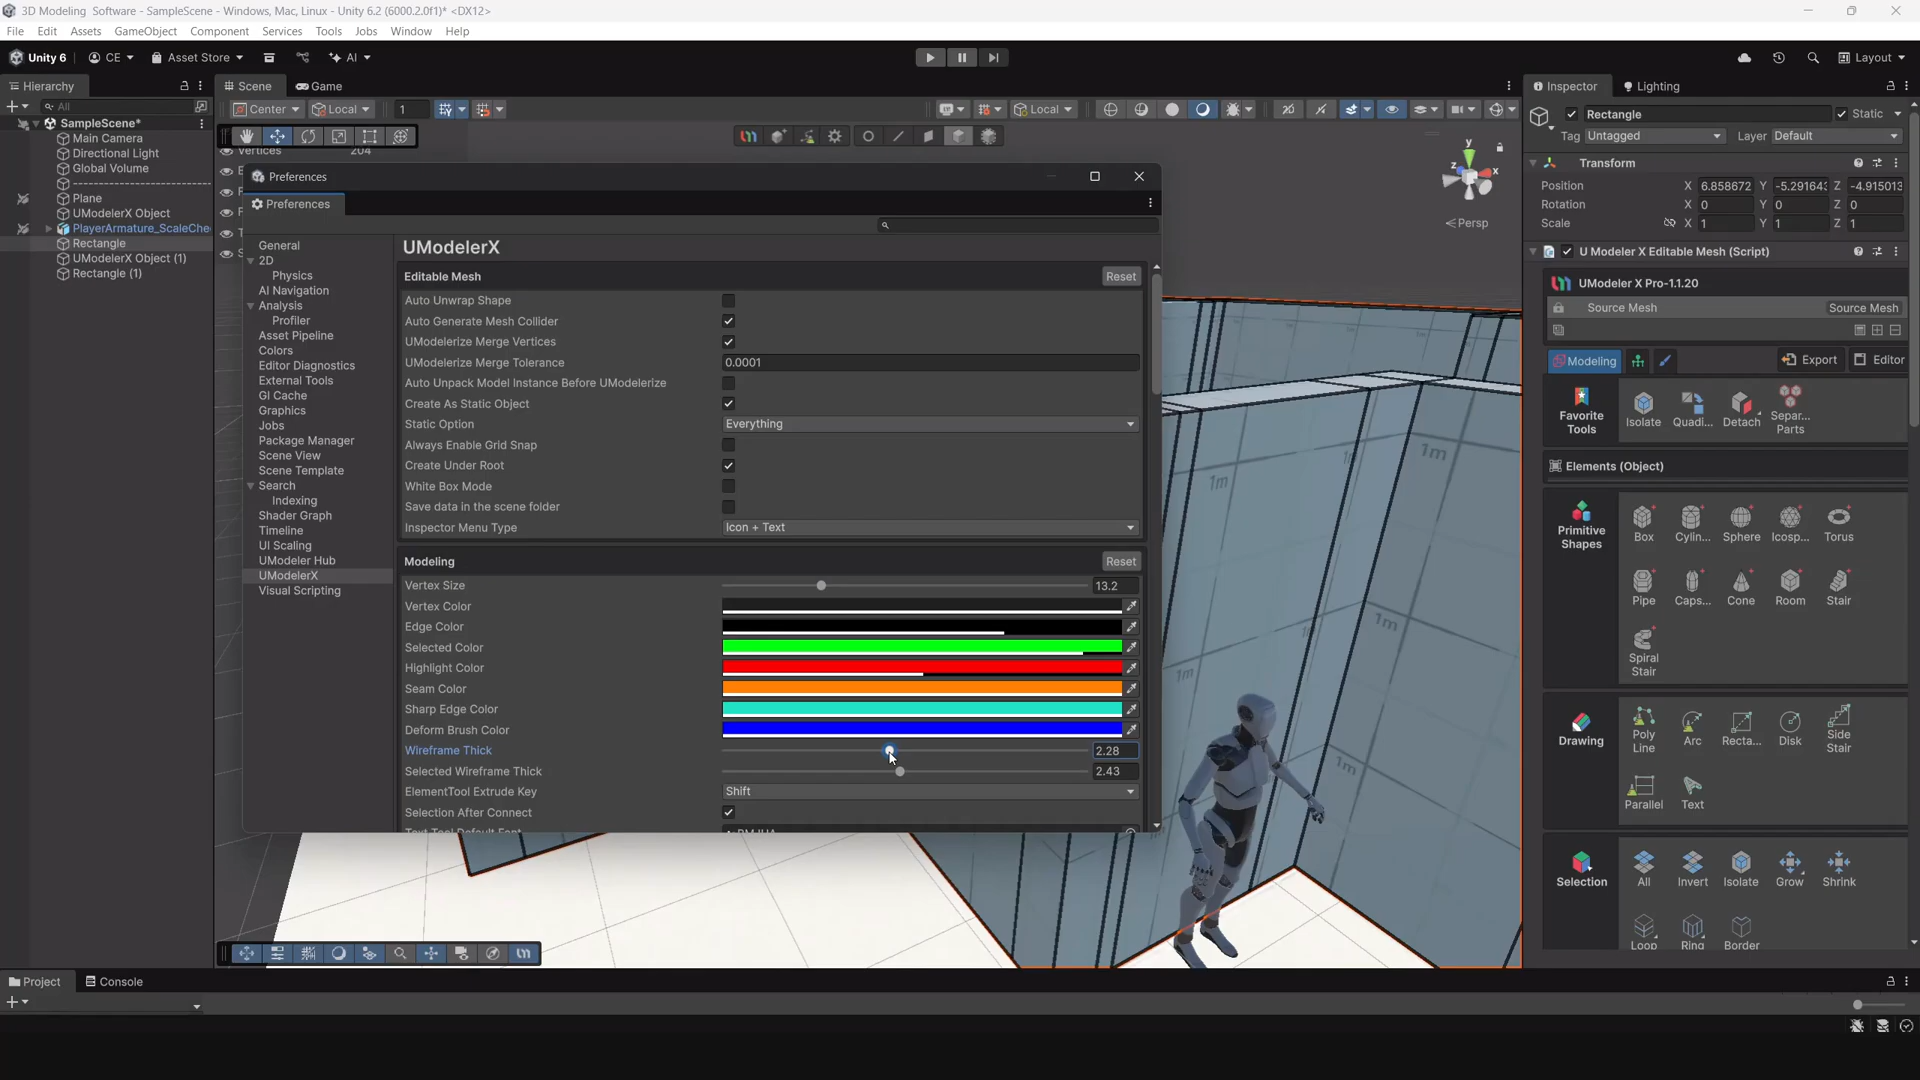 3D Modeling Software - SampleScene - Windows, Mac, Linux - Unity 6.2 (6000.2.0f1)* <DX12>
File Edit Assets GameObject Component Services Tools Jobs Window Help
Unity 6 CE Asset Store AI Layout
Hierarchy Scene Game Inspector Lighting
All Center Local 1 Local 2D
Rectangle Static
SampleScene*
Main Camera
Directional Light
Global Volume
Plane
UModelerX Object
PlayerArmature_ScaleChe
Rectangle
UModelerX Object (1)
Rectangle (1)
Vertices 204
y
x
z
Persp
Tag Untagged Layer Default
Transform
Position X 6.858672 Y -5.291643 Z -4.915013
Rotation X 0 Y 0 Z 0
Scale X 1 Y 1 Z 1
U Modeler X Editable Mesh (Script)
UModeler X Pro-1.1.20
Source Mesh Source Mesh
Modeling Export Editor
Favorite Tools
Isolate Quadi... Detach Separ... Parts
Elements (Object)
Primitive Shapes
Box Cylin... Sphere Icosp... Torus
Pipe Caps... Cone Room Stair
Spiral Stair
Drawing
Poly Line Arc Recta... Disk Side Stair
Parallel Text
Selection
All Invert Isolate Grow Shrink
Loop Ring Border
Preferences
Preferences
General
2D
Physics
AI Navigation
Analysis
Profiler
Asset Pipeline
Colors
Editor Diagnostics
External Tools
GI Cache
Graphics
Jobs
Package Manager
Scene View
Scene Template
Search
Indexing
Shader Graph
Timeline
UI Scaling
UModeler Hub
UModelerX
Visual Scripting
UModelerX
Editable Mesh Reset
Auto Unwrap Shape
Auto Generate Mesh Collider
UModelerize Merge Vertices
UModelerize Merge Tolerance 0.0001
Auto Unpack Model Instance Before UModelerize
Create As Static Object
Static Option Everything
Always Enable Grid Snap
Create Under Root
White Box Mode
Save data in the scene folder
Inspector Menu Type Icon + Text
Modeling Reset
Vertex Size 13.2
Vertex Color
Edge Color
Selected Color
Highlight Color
Seam Color
Sharp Edge Color
Deform Brush Color
Wireframe Thick 2.28
Selected Wireframe Thick 2.43
ElementTool Extrude Key Shift
Selection After Connect
1m
1m
1m
1m
1m
Project Console